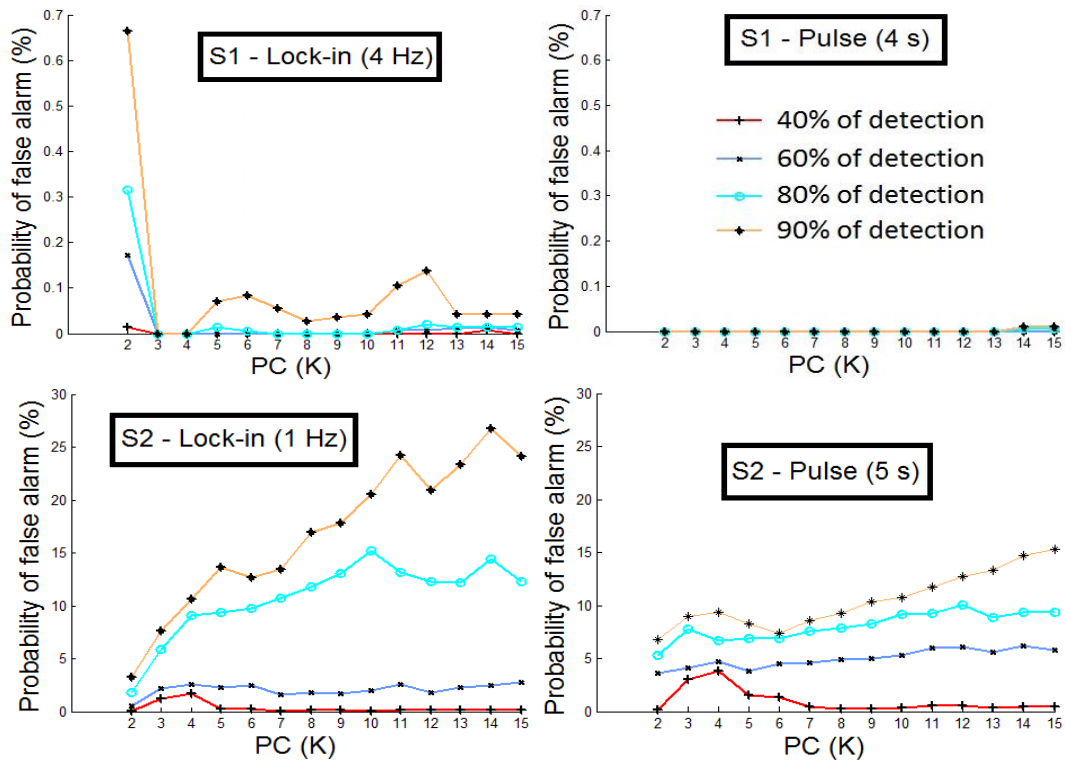 0.7
0.6
0.5
0.4
0.3
0.2
0.1
0
Probability of false alarm (%)
S1 - Lock-in (4 Hz)
2 3 4 5 6 7 8 9 10 11 12 13 14 15
PC (K)
0.7
0.6
0.5
0.4
0.3
0.2
0.1
0
Probability of false alarm (%)
S1 - Pulse (4 s)
40% of detection
60% of detection
80% of detection
90% of detection
2 3 4 5 6 7 8 9 10 11 12 13 14 15
PC (K)
30
25
20
15
10
5
0
Probability of false alarm (%)
S2 - Lock-in (1 Hz)
2 3 4 5 6 7 8 9 10 11 12 13 14 15
PC (K)
30
25
20
15
10
5
0
Probability of false alarm (%)
S2 - Pulse (5 s)
2 3 4 5 6 7 8 9 10 11 12 13 14 15
PC (K)